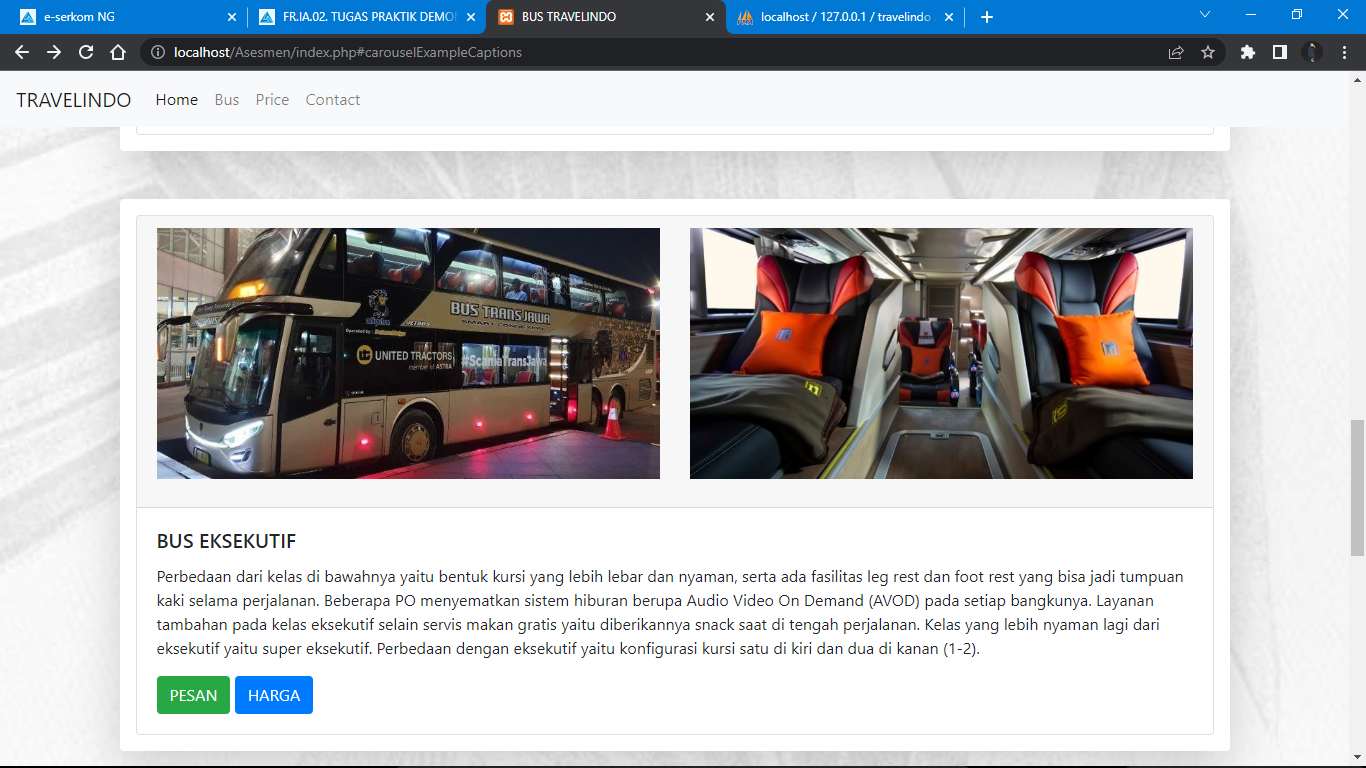 e-serkom NG
FR.IA.02. TUGAS PRAKTIK DEMON
BUS TRAVELINDO
localhost / 127.0.0.1 / travelindo
localhost/Asesmen/index.php#carouselExampleCaptions
TRAVELINDO
Home
Bus
Price
Contact
BUS TRANS JAWA
UNITED TRACTORS
member of ASTRA
#ScaniaTransJawa
BUS EKSEKUTIF
Perbedaan dari kelas di bawahnya yaitu bentuk kursi yang lebih lebar dan nyaman, serta ada fasilitas leg rest dan foot rest yang bisa jadi tumpuan
kaki selama perjalanan. Beberapa PO menyematkan sistem hiburan berupa Audio Video On Demand (AVOD) pada setiap bangkunya. Layanan
tambahan pada kelas eksekutif selain servis makan gratis yaitu diberikannya snack saat di tengah perjalanan. Kelas yang lebih nyaman lagi dari
eksekutif yaitu super eksekutif. Perbedaan dengan eksekutif yaitu konfigurasi kursi satu di kiri dan dua di kanan (1-2).
PESAN
HARGA